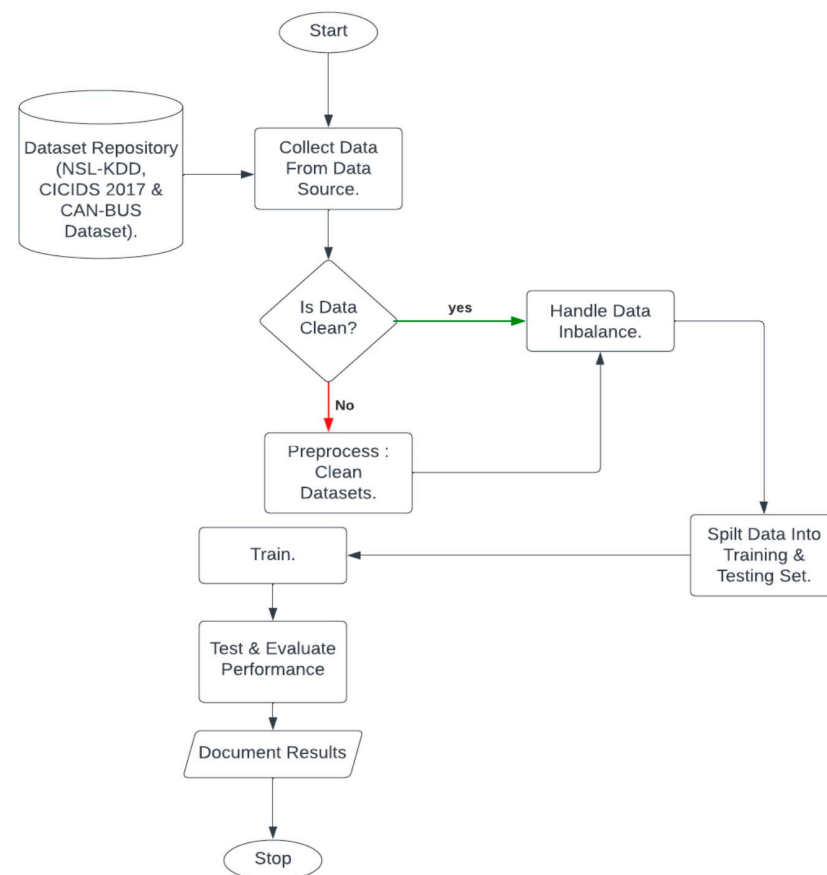 Start
Dataset Repository
(NSL-KDD,
CICIDS 2017 &
CAN-BUS
Dataset).
Collect Data
From Data
Source.
Is Data
Clean?
yes
Handle Data
Inbalance.
No
Preprocess :
Clean
Datasets.
Spilt Data Into
Training &
Testing Set.
Train.
Test & Evaluate
Performance
Document Results
Stop